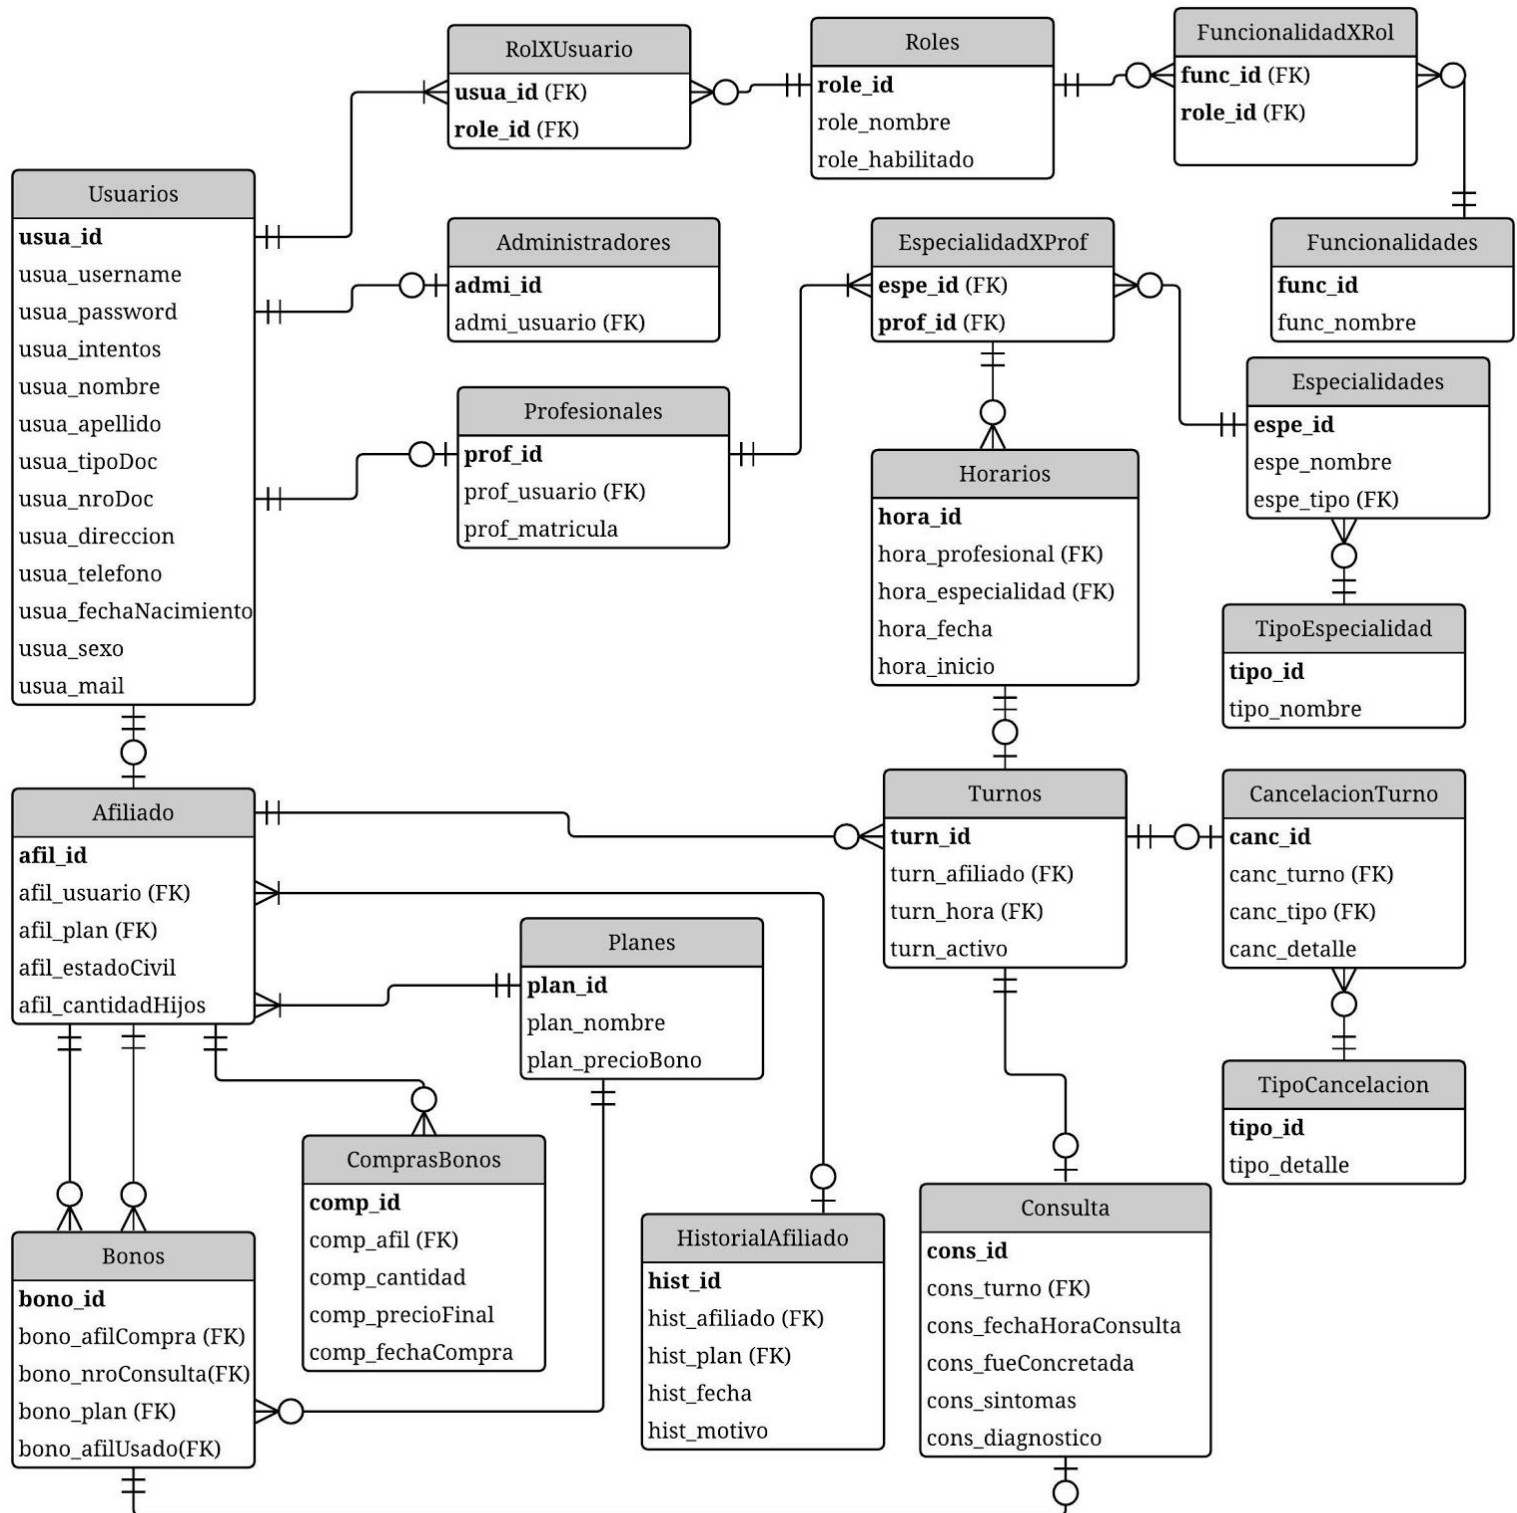 RolXUsuario
usua_id (FK)
role_id (FK)
Roles
role_id
role_nombre
role_habilitado
FuncionalidadXRol
func_id (FK)
role_id (FK)
Usuarios
usua_id
usua_username
usua_password
usua_intentos
usua_nombre
usua_apellido
usua_tipoDoc
usua_nroDoc
usua_direccion
usua_telefono
usua_fechaNacimiento
usua_sexo
usua_mail
Administradores
admi_id
admi_usuario (FK)
EspecialidadXProf
espe_id (FK)
prof_id (FK)
Funcionalidades
func_id
func_nombre
Profesionales
prof_id
prof_usuario (FK)
prof_matricula
Especialidades
espe_id
espe_nombre
espe_tipo (FK)
Horarios
hora_id
hora_profesional (FK)
hora_especialidad (FK)
hora_fecha
hora_inicio
TipoEspecialidad
tipo_id
tipo_nombre
Afiliado
afil_id
afil_usuario (FK)
afil_plan (FK)
afil_estadoCivil
afil_cantidadHijos
Turnos
turn_id
turn_afiliado (FK)
turn_hora (FK)
turn_activo
CancelacionTurno
canc_id
canc_turno (FK)
canc_tipo (FK)
canc_detalle
Planes
plan_id
plan_nombre
plan_precioBono
TipoCancelacion
tipo_id
tipo_detalle
ComprasBonos
comp_id
comp_afil (FK)
comp_cantidad
comp_precioFinal
comp_fechaCompra
HistorialAfiliado
hist_id
hist_afiliado (FK)
hist_plan (FK)
hist_fecha
hist_motivo
Consulta
cons_id
cons_turno (FK)
cons_fechaHoraConsulta
cons_fueConcretada
cons_sintomas
cons_diagnostico
Bonos
bono_id
bono_afilCompra (FK)
bono_nroConsulta(FK)
bono_plan (FK)
bono_afilUsado(FK)